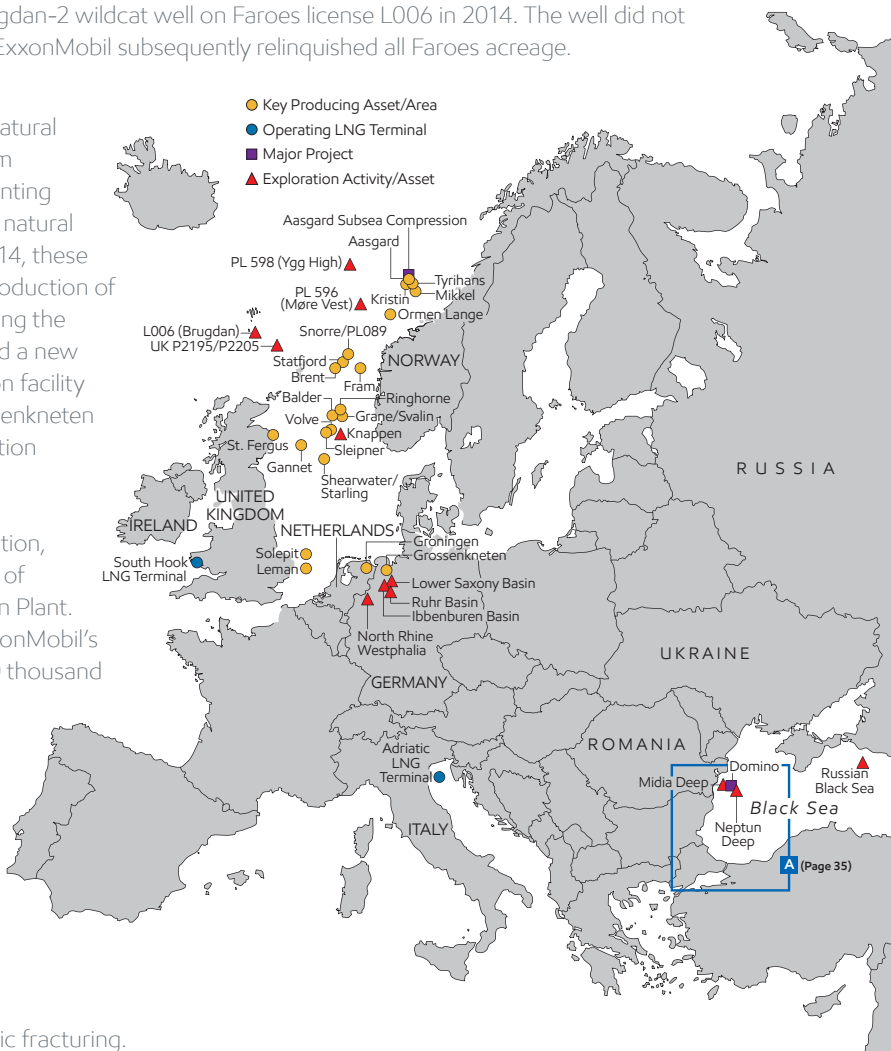 gdan-2 wildcat well on Faroes license L006 in 2014. The well did not
ExxonMobil subsequently relinquished all Faroes acreage.
atural
m
nting
natural
14, these
oduction of
ng the
d a new
on facility
enkneten
tion
tion,
of
n Plant.
onMobil's
thousand
ic fracturing.
Key Producing Asset/Area
Operating LNG Terminal
Major Project
Exploration Activity/Asset
Aasgard Subsea Compression
Aasgard
PL 598 (Ygg High)
Tyrihans
Mikkel
Kristin
PL 596
(Møre Vest)
Ormen Lange
L006 (Brugdan)
UK P2195/P2205
Snorre/PL089
Statfjord
Brent
Fram
NORWAY
Balder
Ringhorne
Volve
Grane/Svalin
Knappen
Sleipner
St. Fergus
Gannet
Shearwater/
Starling
RUSSIA
UNITED
KINGDOM
IRELAND
NETHERLANDS
Groningen
Grossenkneten
Solepit
Leman
South Hook
LNG Terminal
Lower Saxony Basin
Ruhr Basin
Ibbenburen Basin
North Rhine
Westphalia
GERMANY
UKRAINE
ROMANIA
Adriatic
LNG
Terminal
ITALY
Domino
Midia Deep
Russian
Black Sea
Black Sea
Neptun
Deep
A (Page 35)